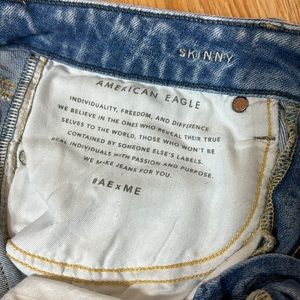 SKINNY
AMERICAN EAGLE
INDIVIDUALITY, FREEDOM, AND DIFFERENCE.
WE BELIEVE IN THE ONES WHO REVEAL THEIR TRUE
SELVES TO THE WORLD, THOSE WHO WON'T BE
CONTAINED BY SOMEONE ELSE'S LABELS.
REAL INDIVIDUALS WITH PASSION AND PURPOSE.
WE MAKE JEANS FOR YOU.
#AExME